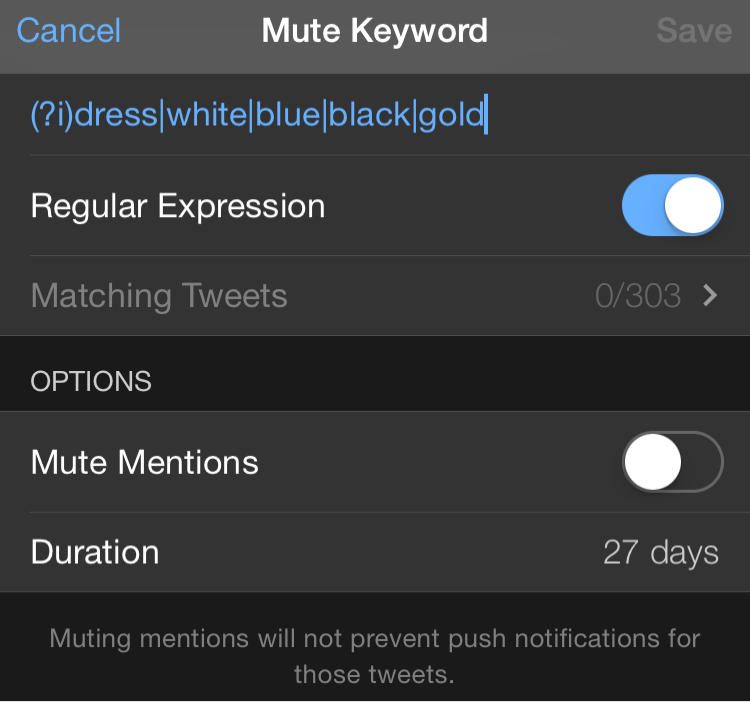 Cancel Mute Keyword Save
(?i)dress|white|blue|black|gold
Regular Expression
Matching Tweets 0/303
OPTIONS
Mute Mentions
Duration 27 days
Muting mentions will not prevent push notifications for
those tweets.